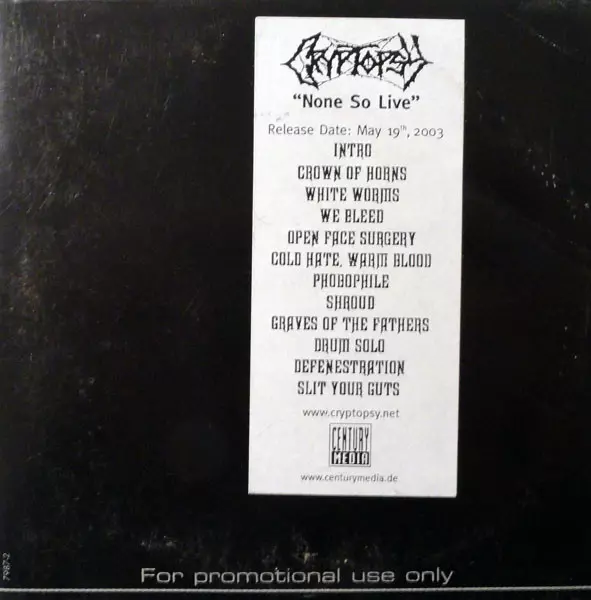 CRYPTOPSY
“None So Live”
Release Date: May 19th, 2003
INTRO
CROWN OF HORNS
WHITE WORMS
WE BLEED
OPEN FACE SURGERY
COLD HATE, WARM BLOOD
PHOBOPHILE
SHROUD
GRAVES OF THE FATHERS
DRUM SOLO
DEFENESTRATION
SLIT YOUR GUTS
www.cryptopsy.net
CENTURY
MEDIA
www.centurymedia.de
7987-2
For promotional use only